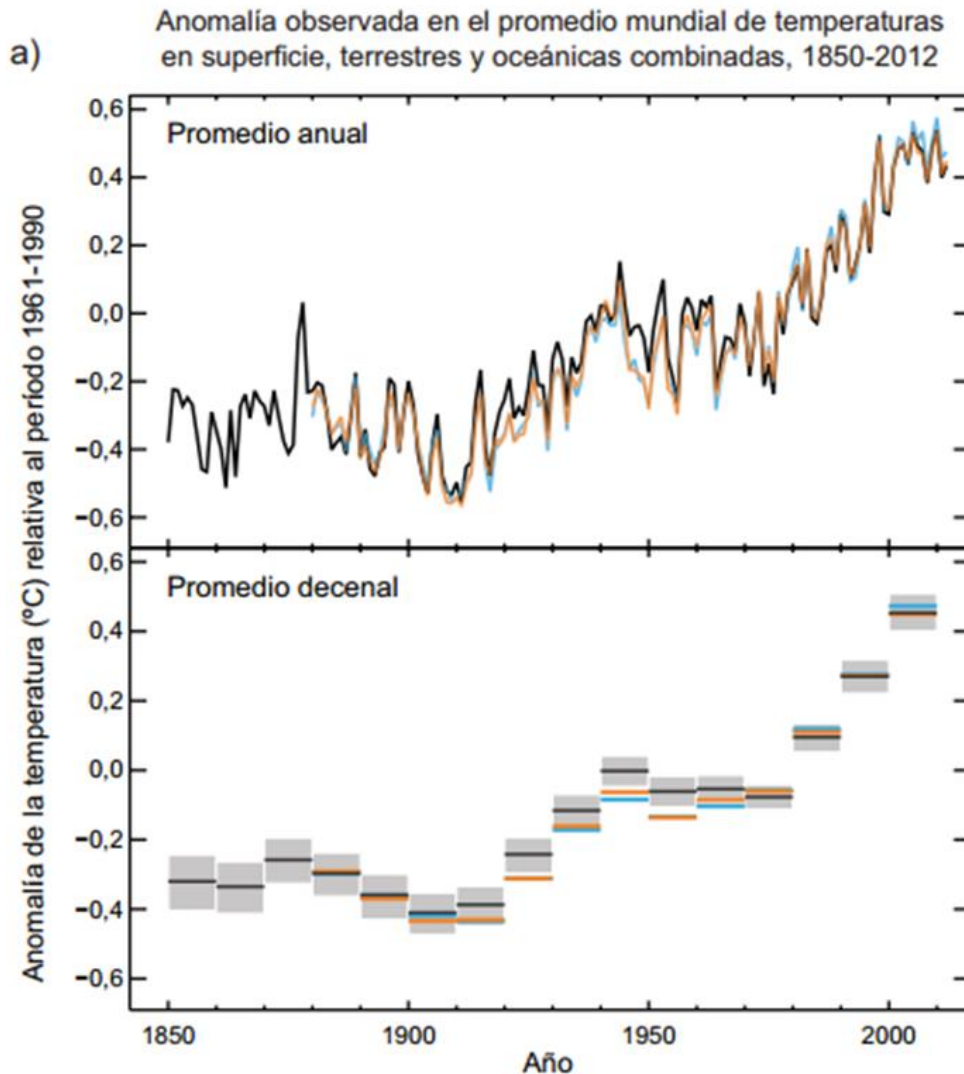 a)
Anomalía observada en el promedio mundial de temperaturas
en superficie, terrestres y oceánicas combinadas, 1850-2012
Anomalía de la temperatura (ºC) relativa al período 1961-1990
Promedio anual
0,6
0,4
0,2
0,0
−0,2
−0,4
−0,6
Promedio decenal
0,6
0,4
0,2
0,0
−0,2
−0,4
−0,6
1850 1900 1950 2000
Año